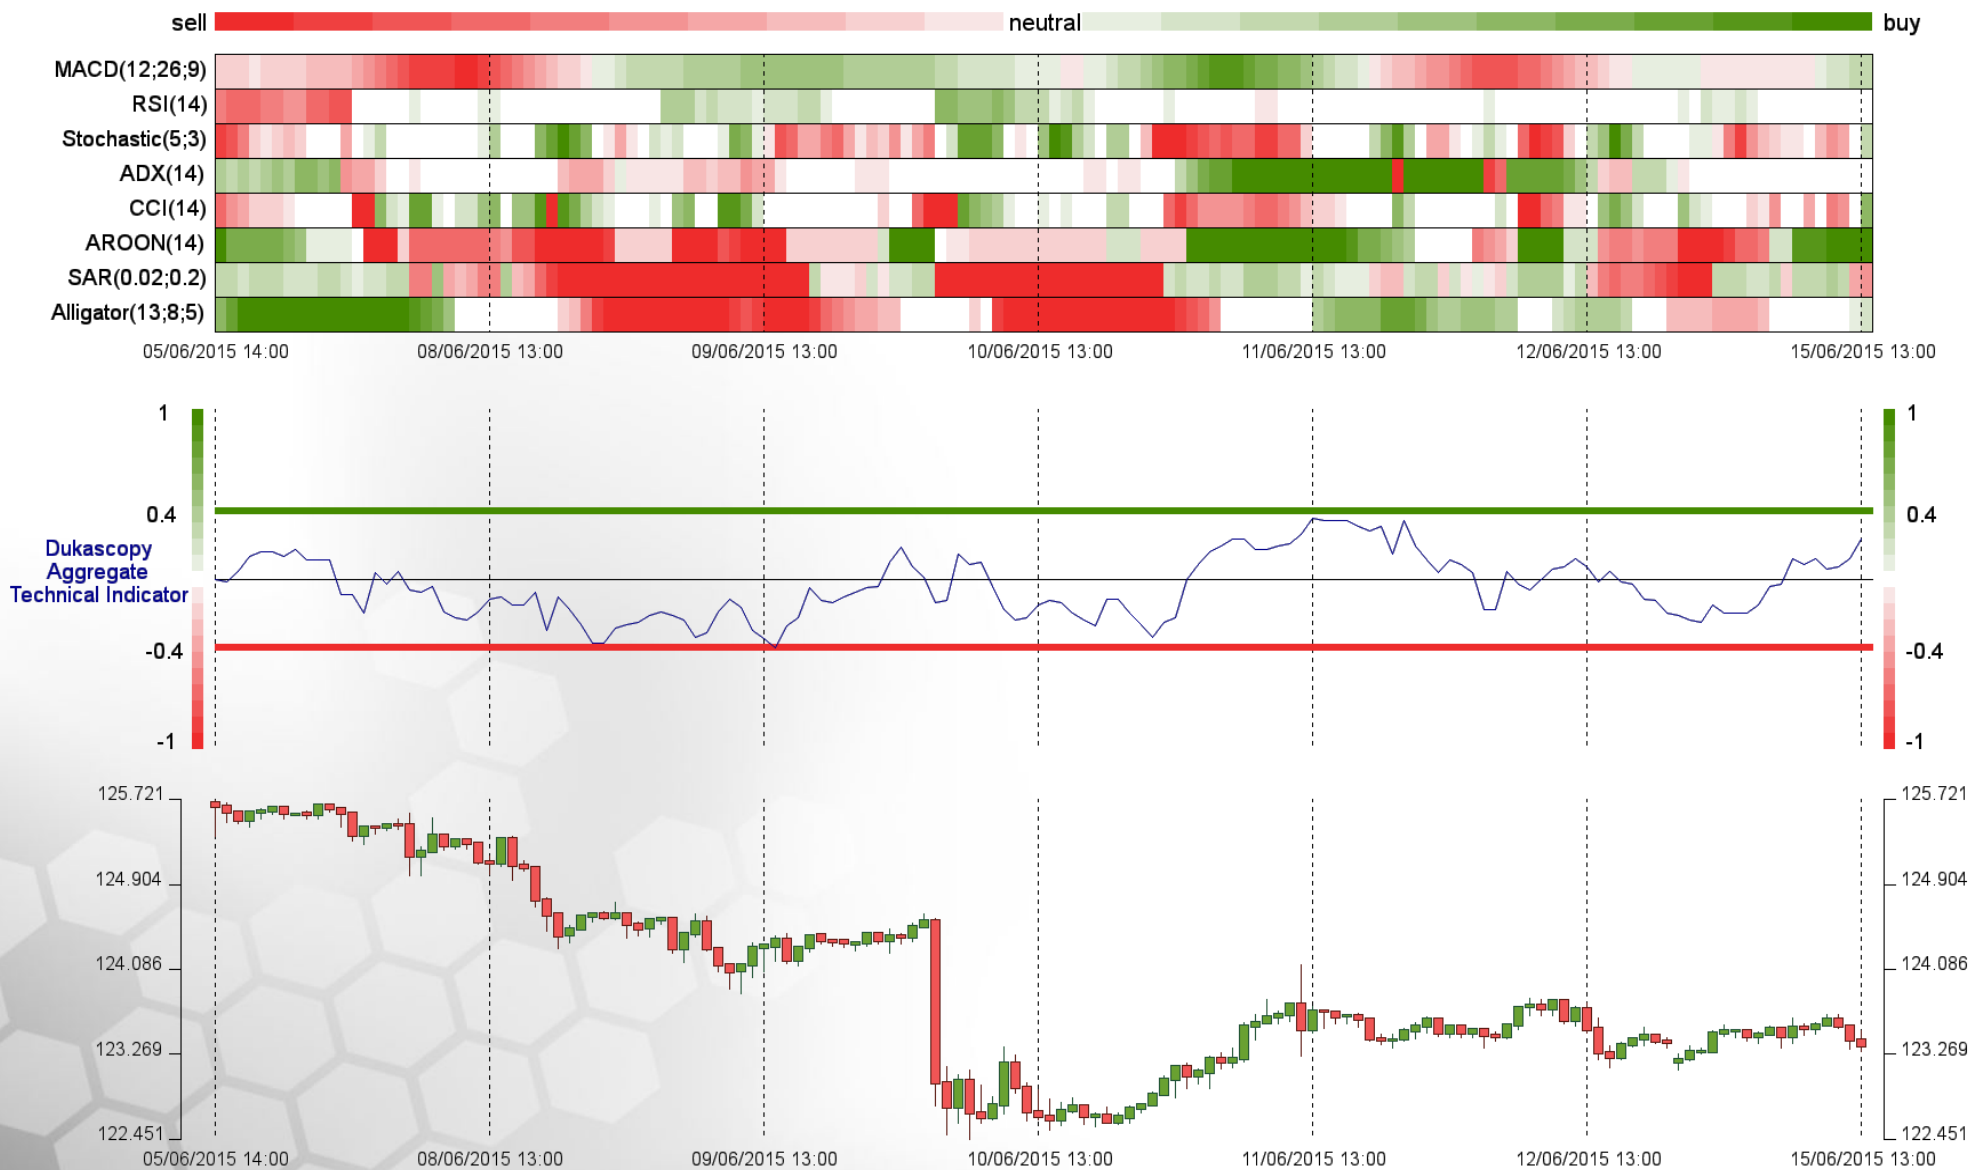 sell neutral buy
MACD(12;26;9)
RSI(14)
Stochastic(5;3)
ADX(14)
CCI(14)
AROON(14)
SAR(0.02;0.2)
Alligator(13;8;5)
05/06/2015 14:00 08/06/2015 13:00 09/06/2015 13:00 10/06/2015 13:00 11/06/2015 13:00 12/06/2015 13:00 15/06/2015 13:00
1 1
0.4 0.4
Dukascopy
Aggregate
Technical Indicator
-0.4 -0.4
-1 -1
125.721 125.721
124.904 124.904
124.086 124.086
123.269 123.269
122.451 122.451
05/06/2015 14:00 08/06/2015 13:00 09/06/2015 13:00 10/06/2015 13:00 11/06/2015 13:00 12/06/2015 13:00 15/06/2015 13:00